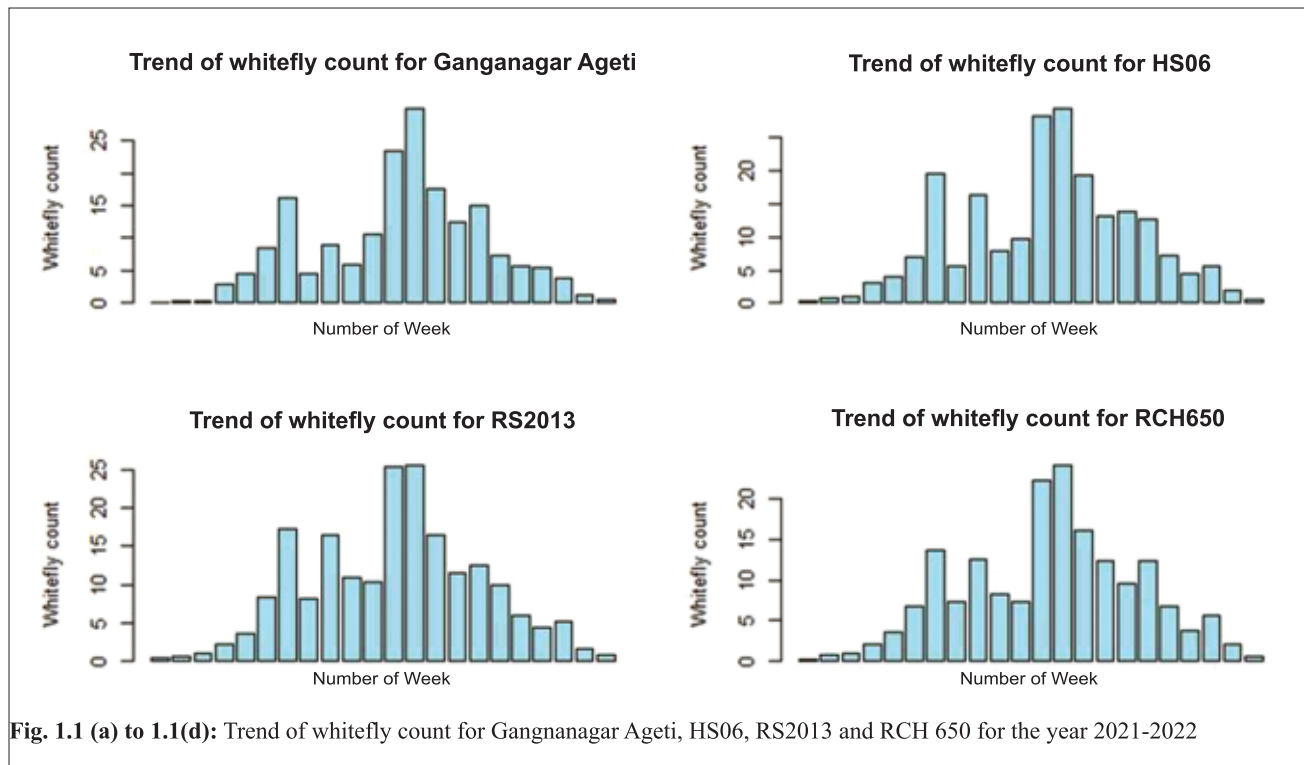 Trend of whitefly count for Ganganagar Ageti
Whitefly count
25
15
5
0
Number of Week
Trend of whitefly count for HS06
Whitefly count
20
10
5
0
Number of Week
Trend of whitefly count for RS2013
Whitefly count
25
20
15
10
5
0
Number of Week
Trend of whitefly count for RCH650
Whitefly count
20
15
10
5
0
Number of Week
Fig. 1.1 (a) to 1.1(d): Trend of whitefly count for Gangnanagar Ageti, HS06, RS2013 and RCH 650 for the year 2021-2022